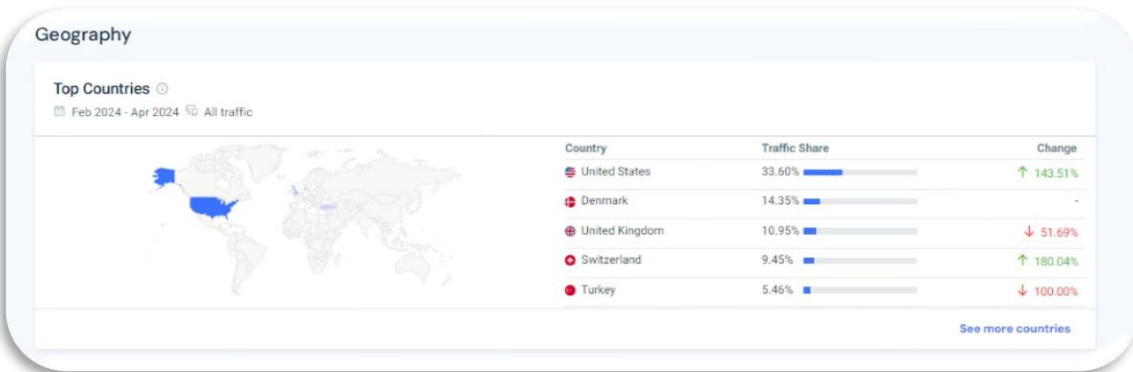 Geography
Top Countries
Feb 2024 - Apr 2024 All traffic
Country Traffic Share Change
United States 33.60% ↑ 143.51%
Denmark 14.35% -
United Kingdom 10.95% ↓ 51.69%
Switzerland 9.45% ↑ 180.04%
Turkey 5.46% ↓ 100.00%
See more countries